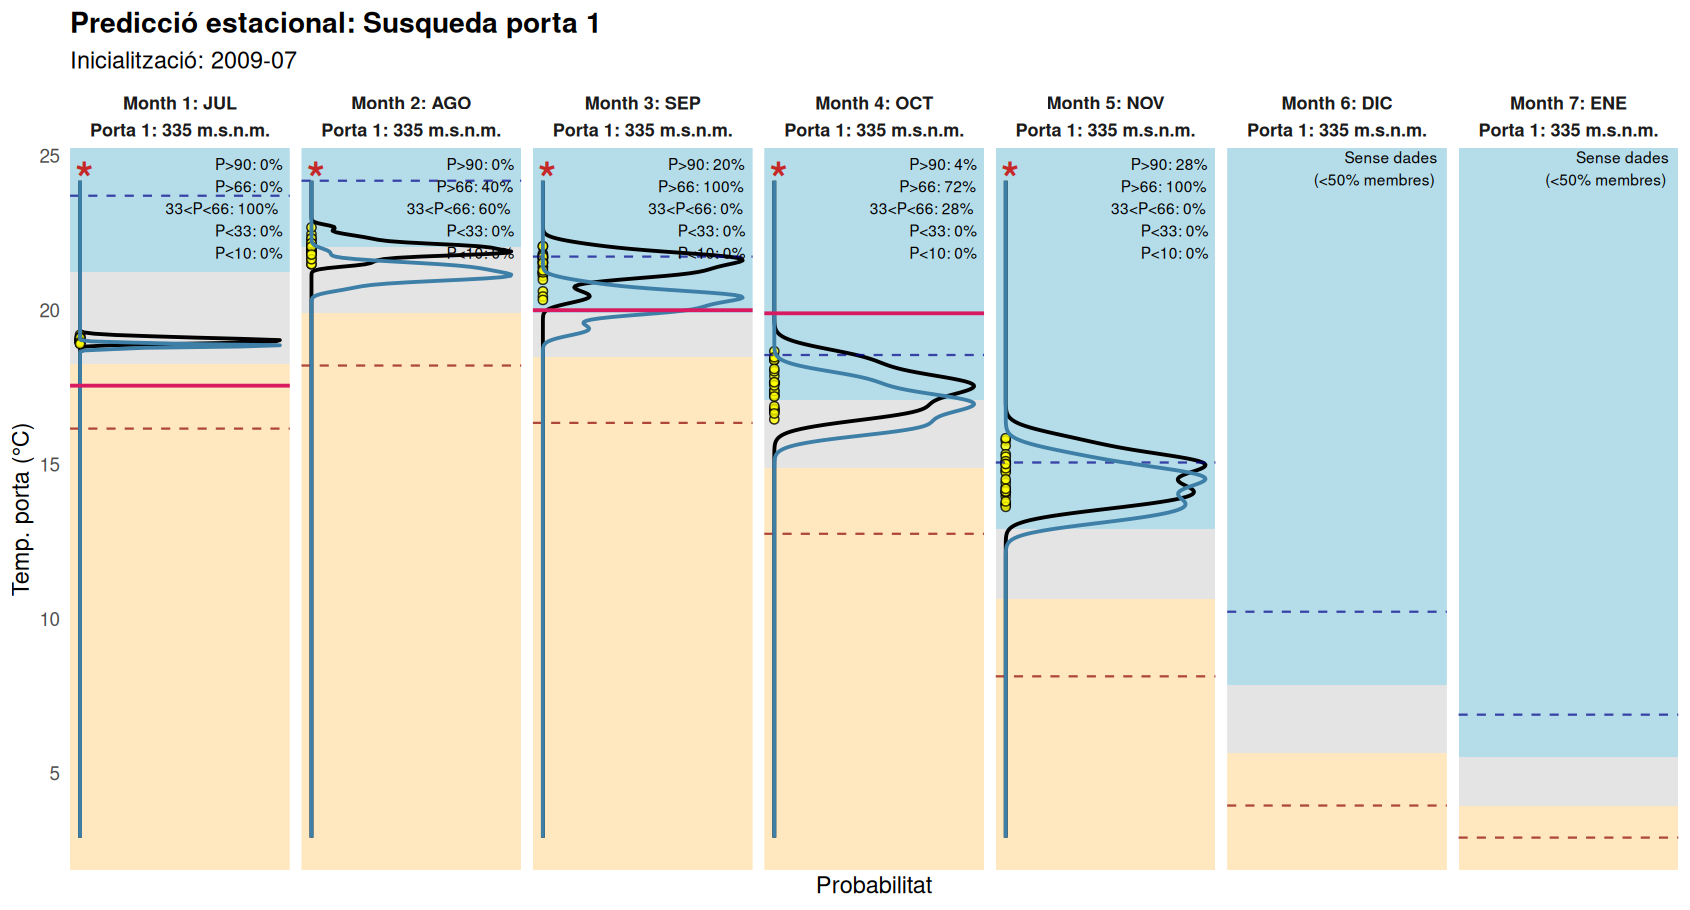 Predicció estacional: Susqueda porta 1
Inicialització: 2009-07
Month 1: JUL
Porta 1: 335 m.s.n.m.
Month 2: AGO
Porta 1: 335 m.s.n.m.
Month 3: SEP
Porta 1: 335 m.s.n.m.
Month 4: OCT
Porta 1: 335 m.s.n.m.
Month 5: NOV
Porta 1: 335 m.s.n.m.
Month 6: DIC
Porta 1: 335 m.s.n.m.
Month 7: ENE
Porta 1: 335 m.s.n.m.
*
P>90: 0%
P>66: 0%
33<P<66: 100%
P<33: 0%
P<10: 0%
*
P>90: 0%
P>66: 40%
33<P<66: 60%
P<33: 0%
P<10: 0%
*
P>90: 20%
P>66: 100%
33<P<66: 0%
P<33: 0%
P<10: 0%
*
P>90: 4%
P>66: 72%
33<P<66: 28%
P<33: 0%
P<10: 0%
*
P>90: 28%
P>66: 100%
33<P<66: 0%
P<33: 0%
P<10: 0%
Sense dades
(<50% membres)
Sense dades
(<50% membres)
25
20
15
10
5
Temp. porta (°C)
Probabilitat